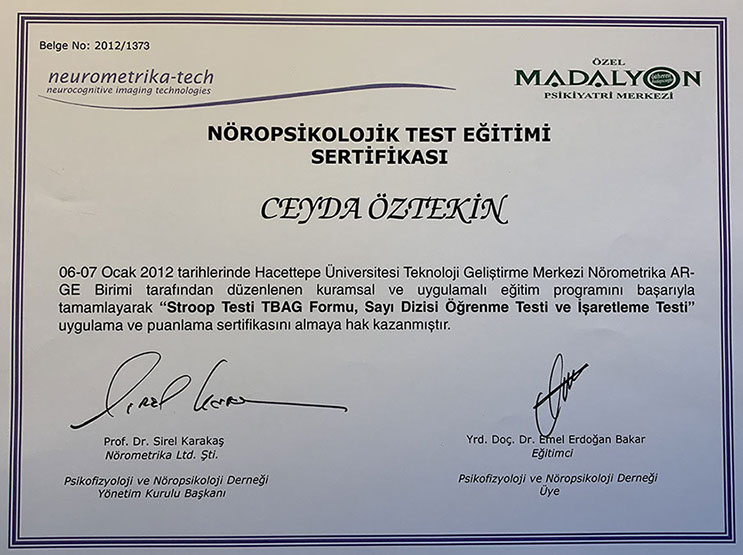 Belge No: 2012/1373
neurometrika-tech
neurocognitive imaging technologies
ÖZEL
MADALYON
PSİKİYATRİ MERKEZİ
NÖROPSİKOLOJİK TEST EĞİTİMİ
SERTİFİKASI
CEYDA ÖZTEKİN
06-07 Ocak 2012 tarihlerinde Hacettepe Üniversitesi Teknoloji Geliştirme Merkezi Nörometrika AR-
GE Birimi tarafından düzenlenen kuramsal ve uygulamalı eğitim programını başarıyla
tamamlayarak “Stroop Testi TBAG Formu, Sayı Dizisi Öğrenme Testi ve İşaretleme Testi”
uygulama ve puanlama sertifikasını almaya hak kazanmıştır.
Prof. Dr. Sirel Karakaş
Nörometrika Ltd. Şti.
Psikofizyoloji ve Nöropsikoloji Derneği
Yönetim Kurulu Başkanı
Yrd. Doç. Dr. Emel Erdoğan Bakar
Eğitimci
Psikofizyoloji ve Nöropsikoloji Derneği
Üye